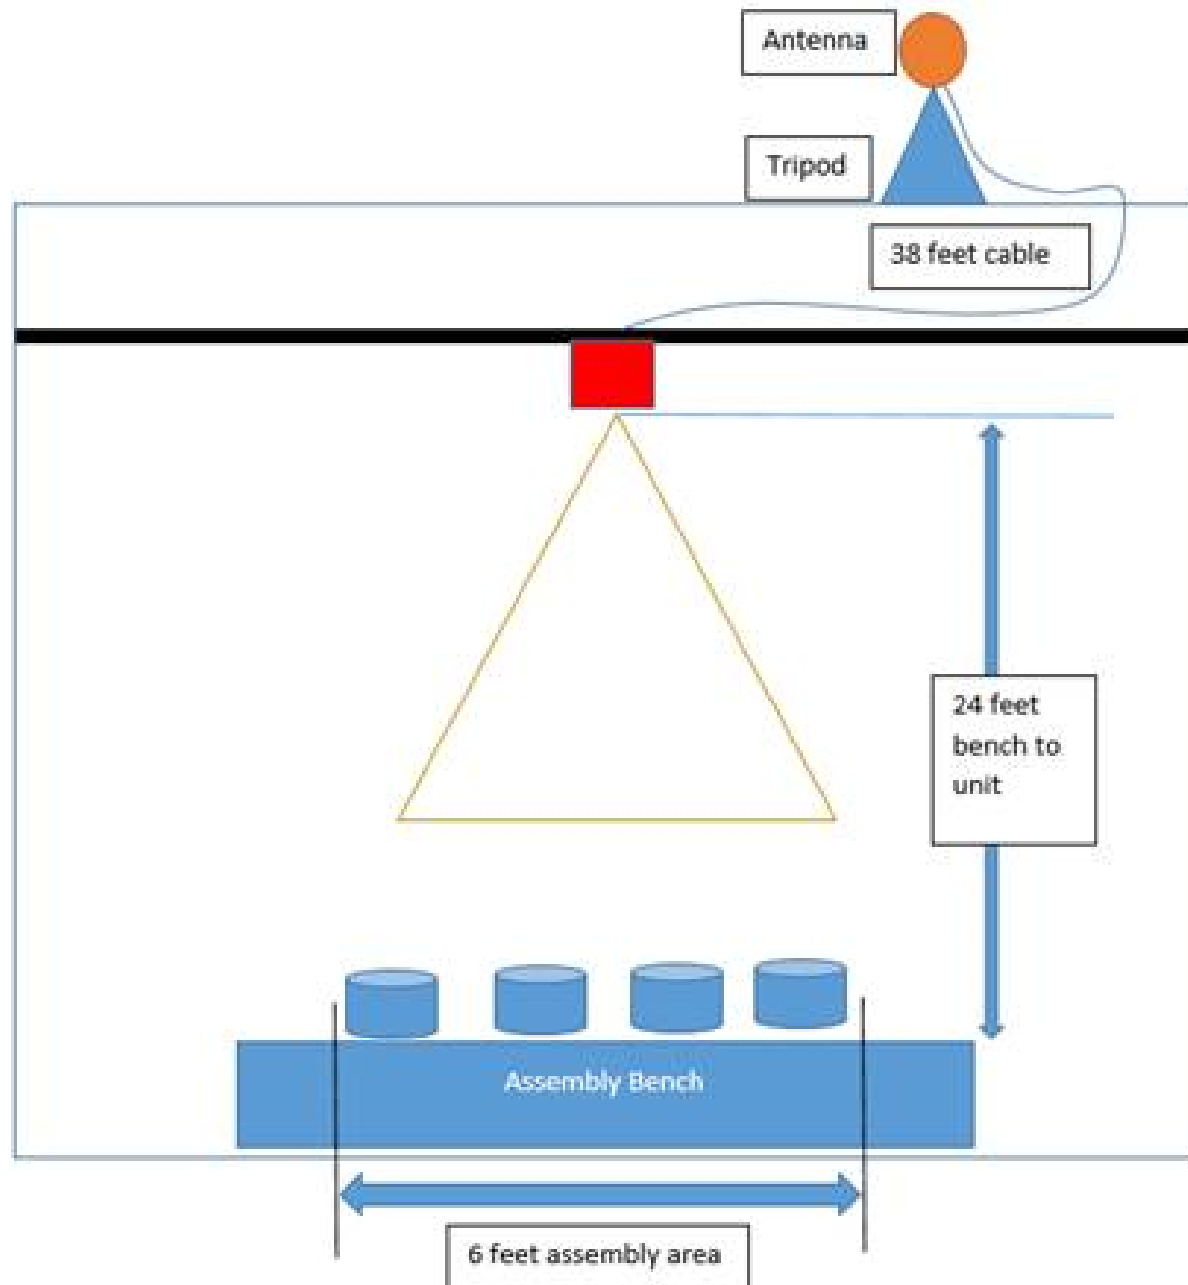 Antenna
Tripod
38 feet cable
24 feet
bench to
unit
Assembly Bench
6 feet assembly area